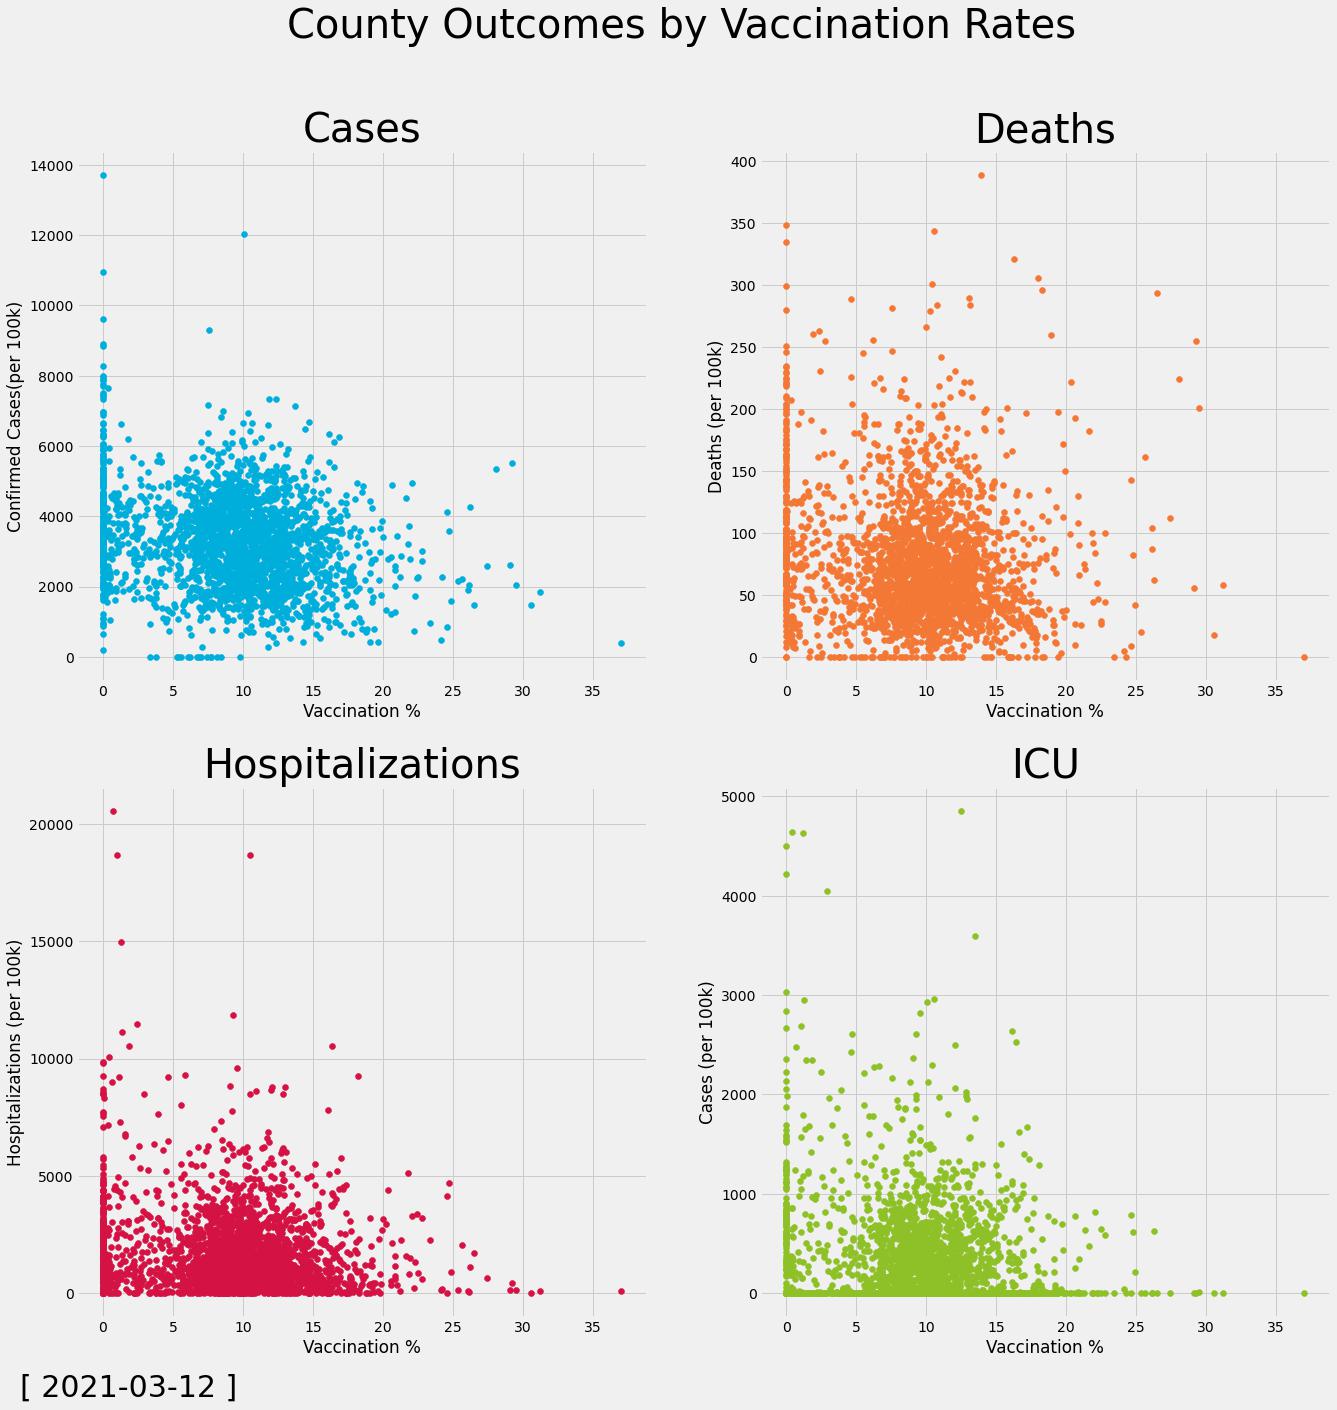 County Outcomes by Vaccination Rates
Cases
Confirmed Cases(per 100k)
14000
12000
10000
8000
6000
4000
2000
0
0 5 10 15 20 25 30 35
Vaccination %
Deaths
Deaths (per 100k)
400
350
300
250
200
150
100
50
0
0 5 10 15 20 25 30 35
Vaccination %
Hospitalizations
Hospitalizations (per 100k)
20000
15000
10000
5000
0
0 5 10 15 20 25 30 35
Vaccination %
ICU
Cases (per 100k)
5000
4000
3000
2000
1000
0
0 5 10 15 20 25 30 35
Vaccination %
[ 2021-03-12 ]